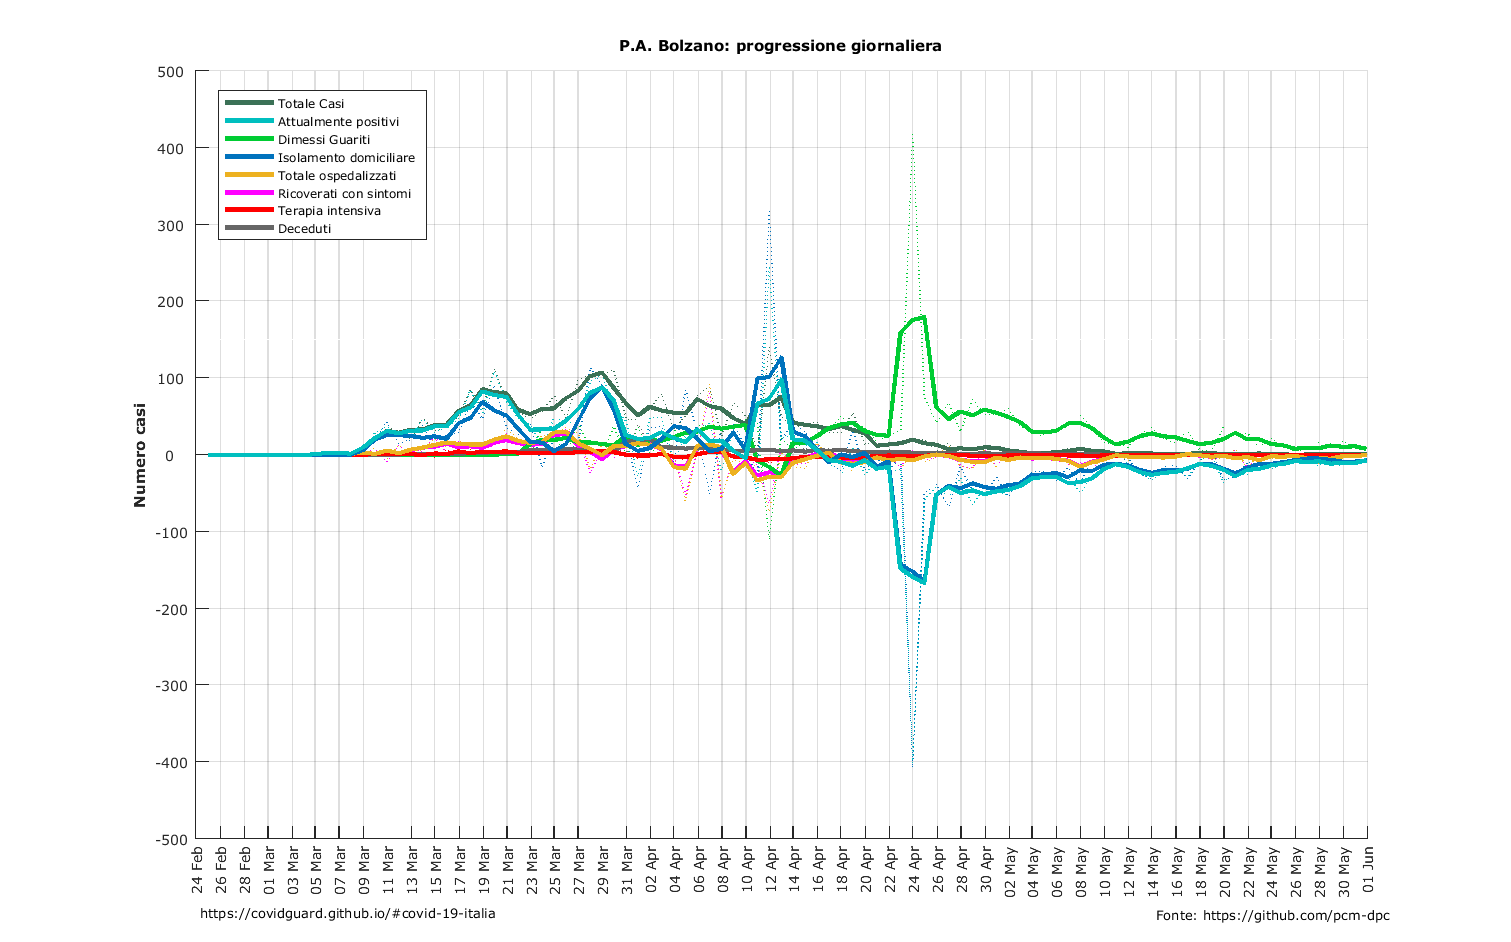 P.A. Bolzano: progressione giornaliera
500
400
300
200
100
0
-100
-200
-300
-400
-500
Numero casi
Totale Casi
Attualmente positivi
Dimessi Guariti
Isolamento domiciliare
Totale ospedalizzati
Ricoverati con sintomi
Terapia intensiva
Deceduti
24 Feb
26 Feb
28 Feb
01 Mar
03 Mar
05 Mar
07 Mar
09 Mar
11 Mar
13 Mar
15 Mar
17 Mar
19 Mar
21 Mar
23 Mar
25 Mar
27 Mar
29 Mar
31 Mar
02 Apr
04 Apr
06 Apr
08 Apr
10 Apr
12 Apr
14 Apr
16 Apr
18 Apr
20 Apr
22 Apr
24 Apr
26 Apr
28 Apr
30 Apr
02 May
04 May
06 May
08 May
10 May
12 May
14 May
16 May
18 May
20 May
22 May
24 May
26 May
28 May
30 May
01 Jun
https://covidguard.github.io/#covid-19-italia
Fonte: https://github.com/pcm-dpc